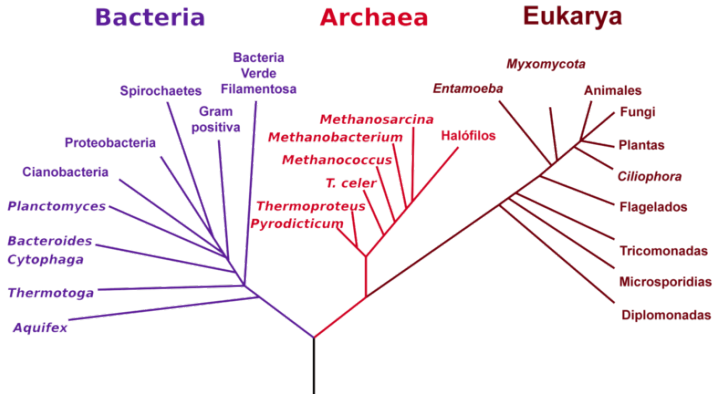 Bacteria
Archaea
Eukarya
Bacteria
Verde
Filamentosa
Spirochaetes
Gram
positiva
Proteobacteria
Cianobacteria
Planctomyces
Bacteroides
Cytophaga
Thermotoga
Aquifex
Methanosarcina
Methanobacterium
Halófilos
Methanococcus
T. celer
Thermoproteus
Pyrodicticum
Myxomycota
Entamoeba
Animales
Fungi
Plantas
Ciliophora
Flagelados
Tricomonadas
Microsporidias
Diplomonadas